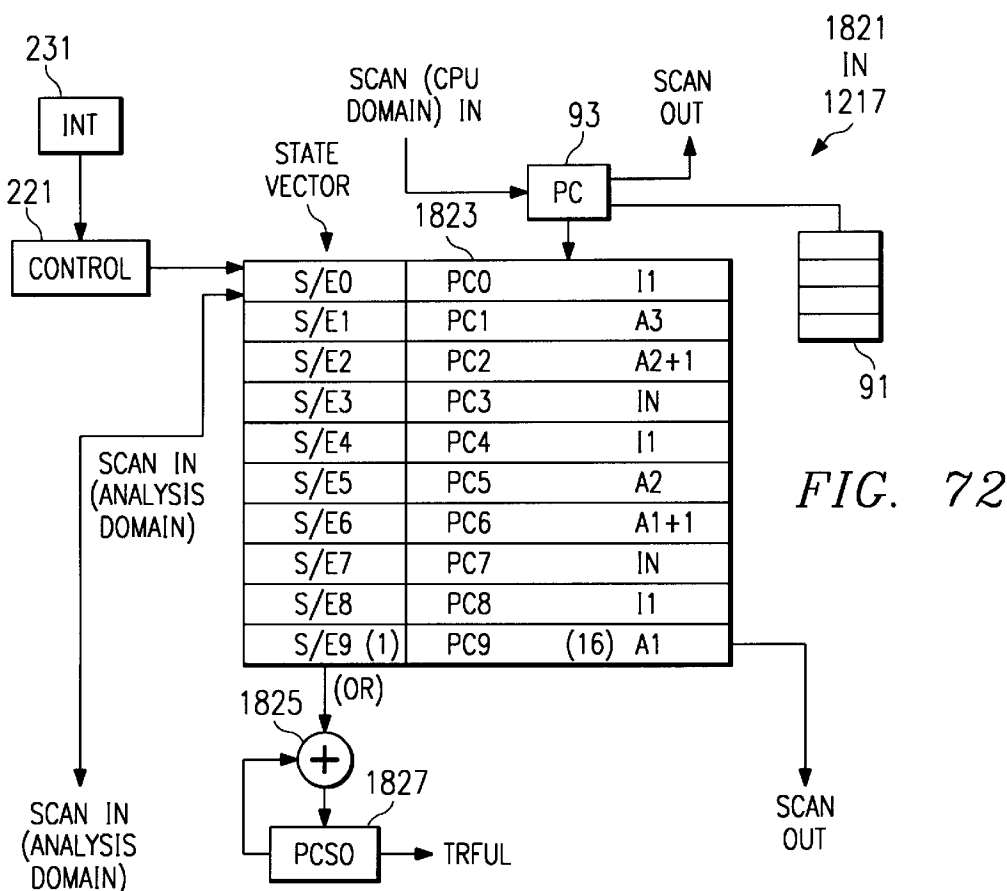 231
INT
221
CONTROL
STATE
VECTOR
SCAN (CPU
DOMAIN) IN
93
PC
SCAN
OUT
1821
IN
1217
91
1823
S/E0 PC0 I1
S/E1 PC1 A3
S/E2 PC2 A2+1
S/E3 PC3 IN
S/E4 PC4 I1
S/E5 PC5 A2
S/E6 PC6 A1+1
S/E7 PC7 IN
S/E8 PC8 I1
S/E9 (1) PC9 (16) A1
SCAN IN
(ANALYSIS
DOMAIN)
FIG. 72
(OR)
1825
+
1827
PCSO
TRFUL
SCAN IN
(ANALYSIS
DOMAIN)
SCAN
OUT